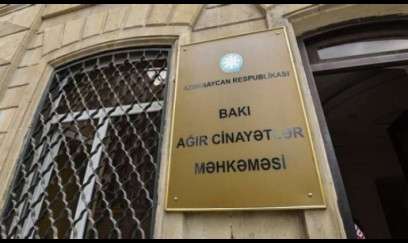 AZƏRBAYCAN RESPUBLİKASI
BAKI
AĞIR CİNAYƏTLƏR
MƏHKƏMƏSİ